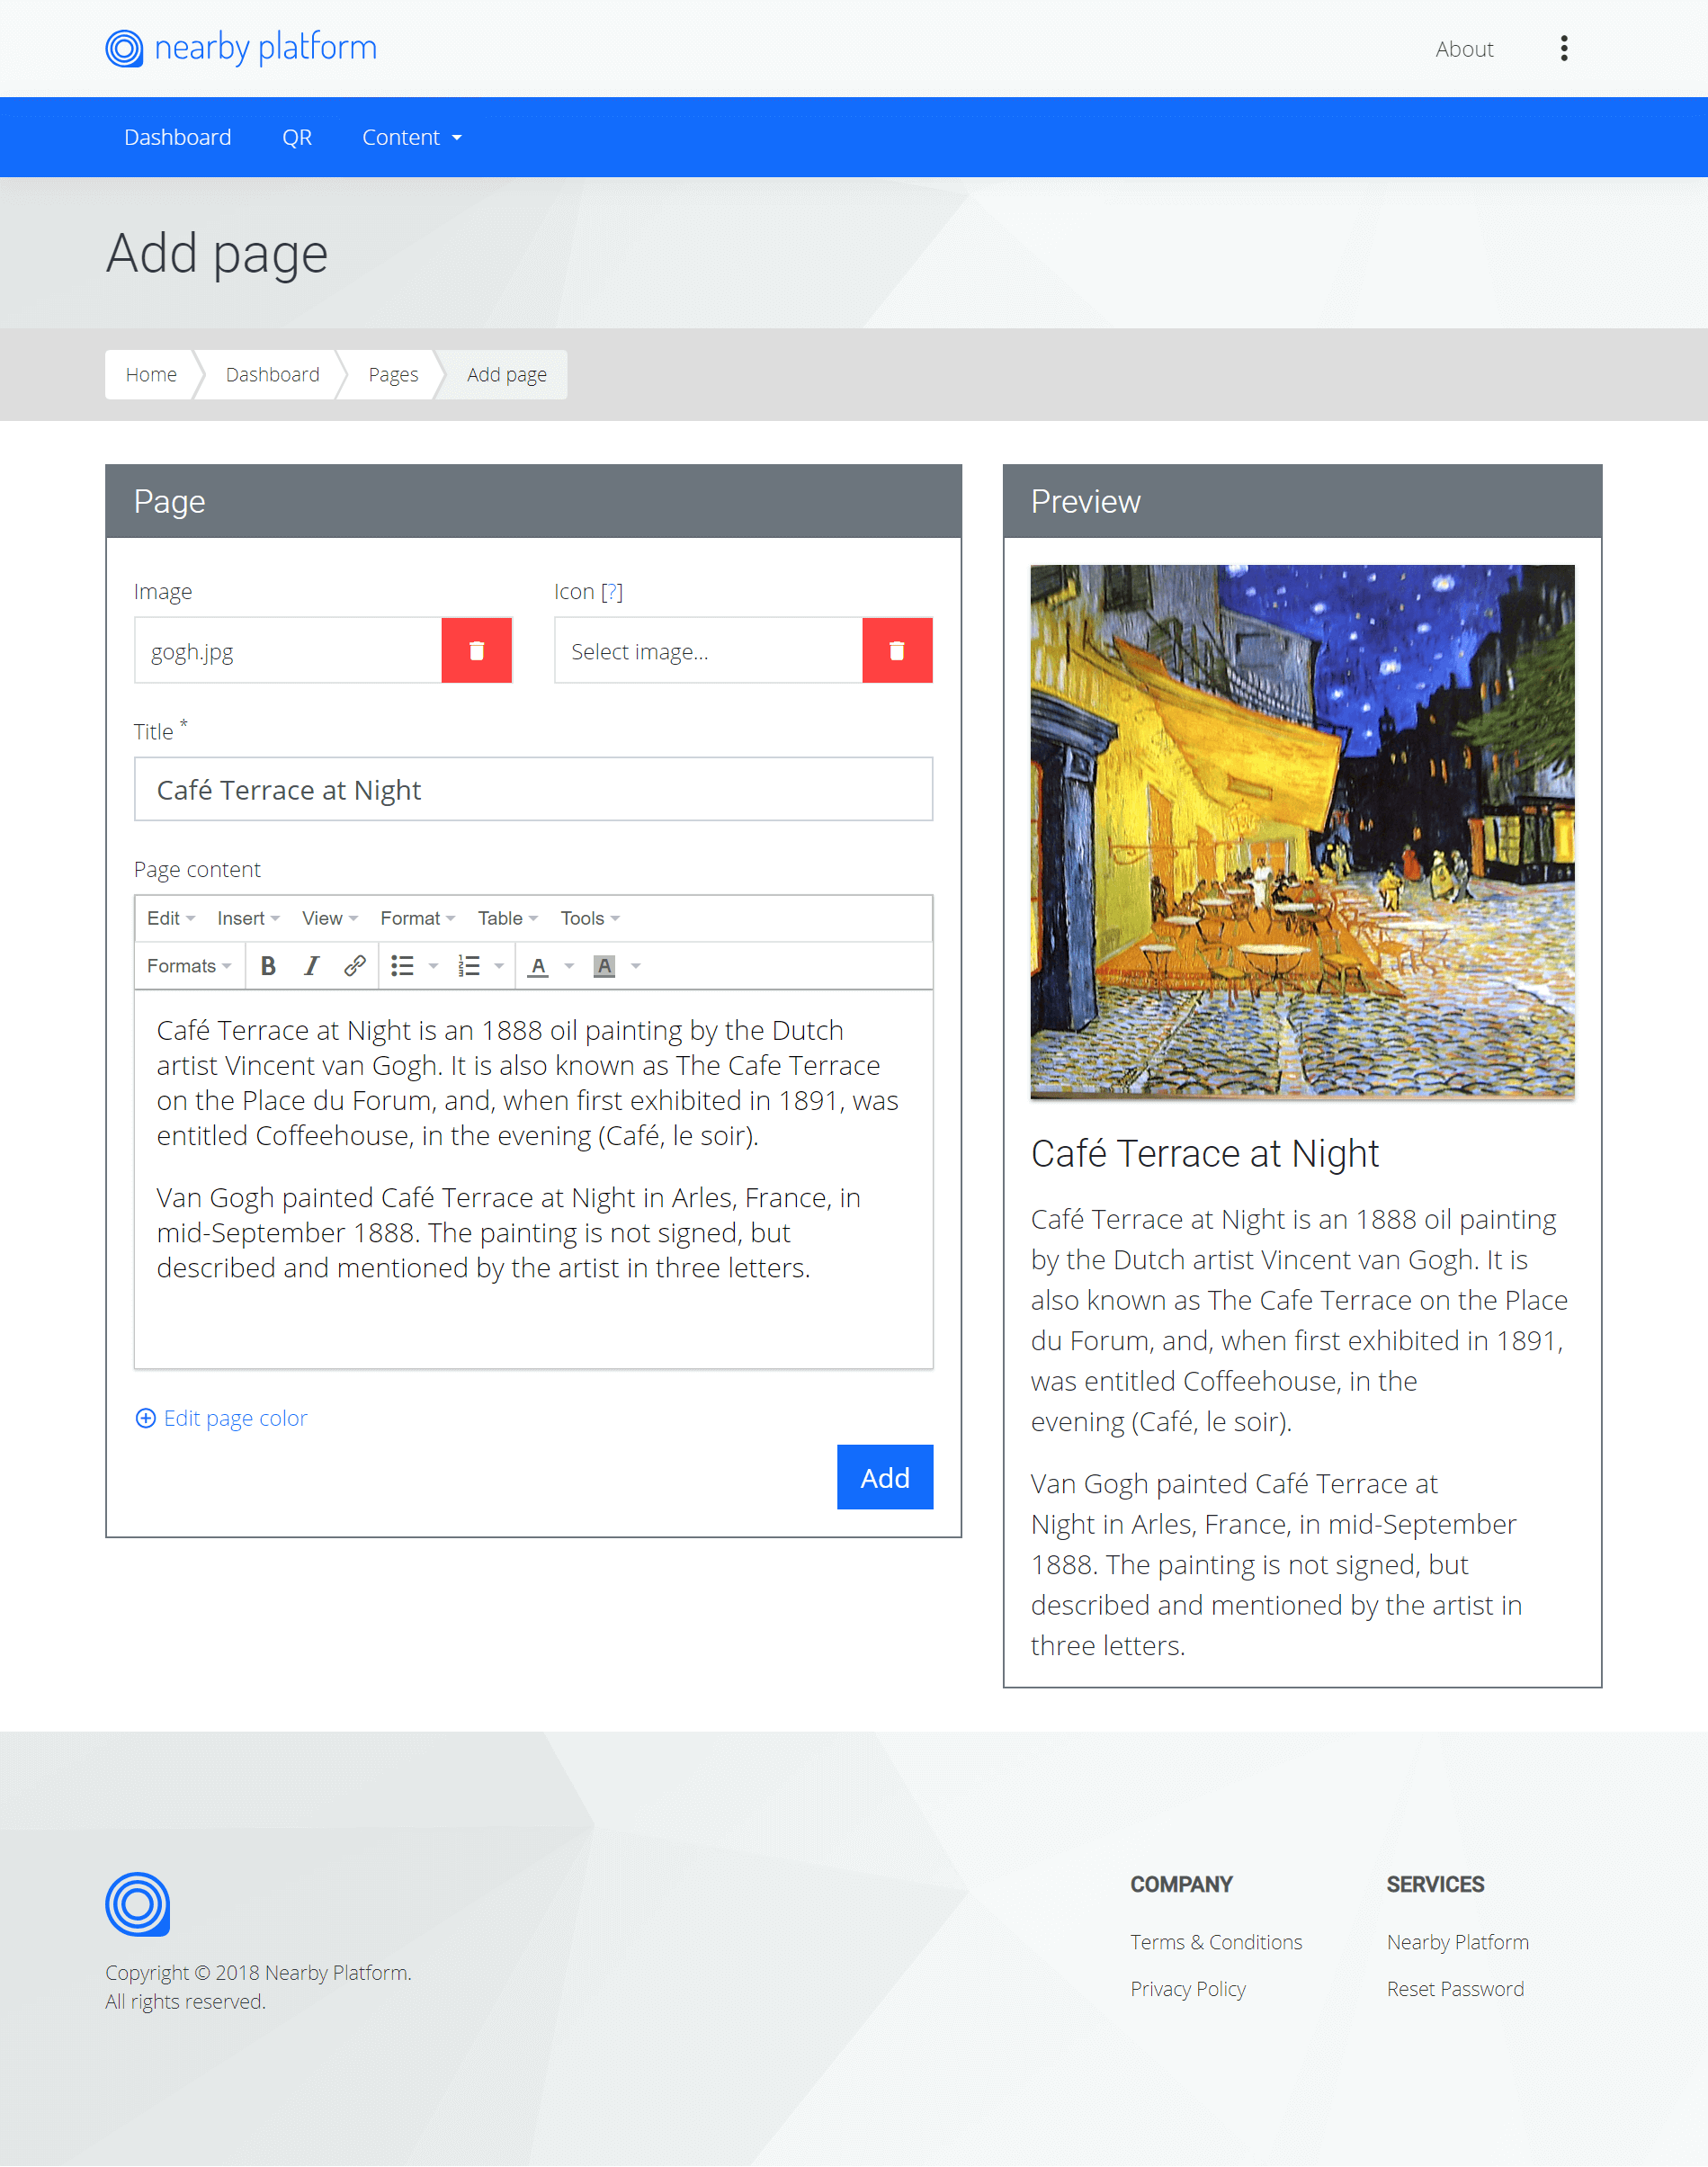 nearby platform
About
Dashboard QR Content
Add page
Home Dashboard Pages Add page
Page
Image Icon [?]
gogh.jpg Select image...
Title *
Café Terrace at Night
Page content
Edit Insert View Format Table Tools
Formats B I A A
Café Terrace at Night is an 1888 oil painting by the Dutch
artist Vincent van Gogh. It is also known as The Cafe Terrace
on the Place du Forum, and, when first exhibited in 1891, was
entitled Coffeehouse, in the evening (Café, le soir).
Van Gogh painted Café Terrace at Night in Arles, France, in
mid-September 1888. The painting is not signed, but
described and mentioned by the artist in three letters.
Edit page color
Add
Preview
Café Terrace at Night
Café Terrace at Night is an 1888 oil painting
by the Dutch artist Vincent van Gogh. It is
also known as The Cafe Terrace on the Place
du Forum, and, when first exhibited in 1891,
was entitled Coffeehouse, in the
evening (Café, le soir).
Van Gogh painted Café Terrace at
Night in Arles, France, in mid-September
1888. The painting is not signed, but
described and mentioned by the artist in
three letters.
Copyright © 2018 Nearby Platform.
All rights reserved.
COMPANY
Terms & Conditions
Privacy Policy
SERVICES
Nearby Platform
Reset Password